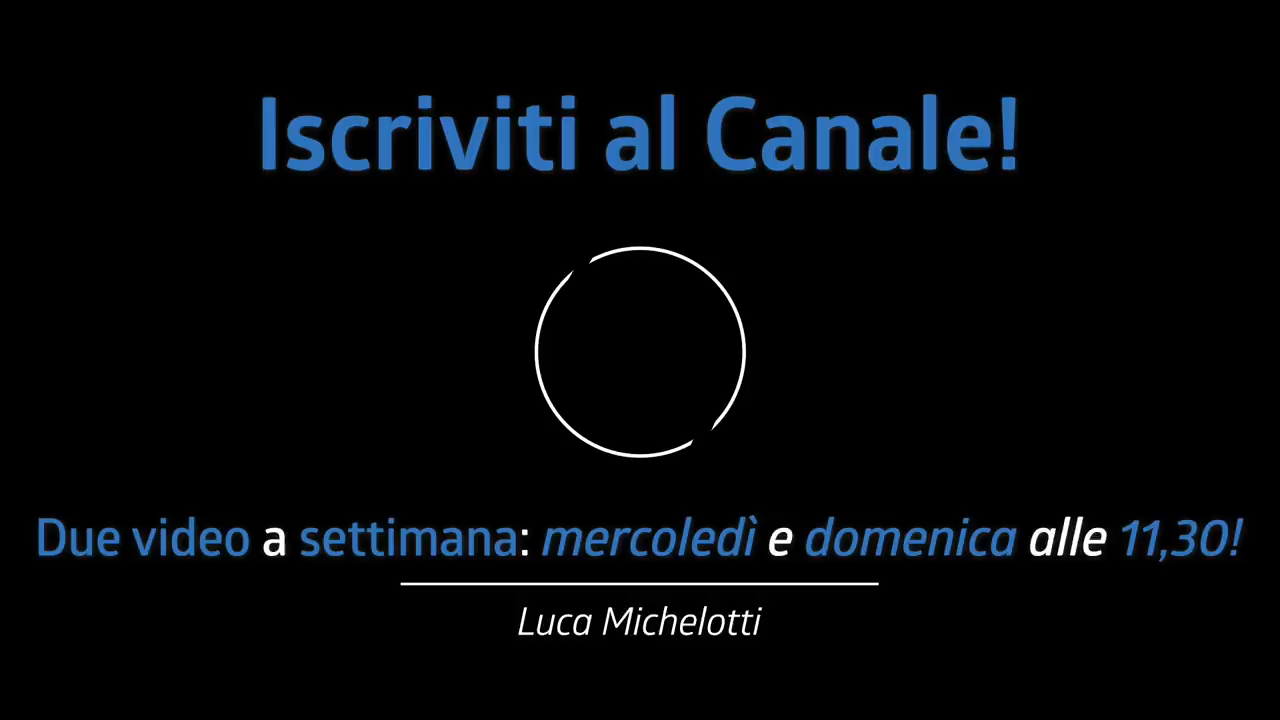 Iscriviti al Canale!
Due video a settimana: mercoledì e domenica alle 11,30!
Luca Michelotti